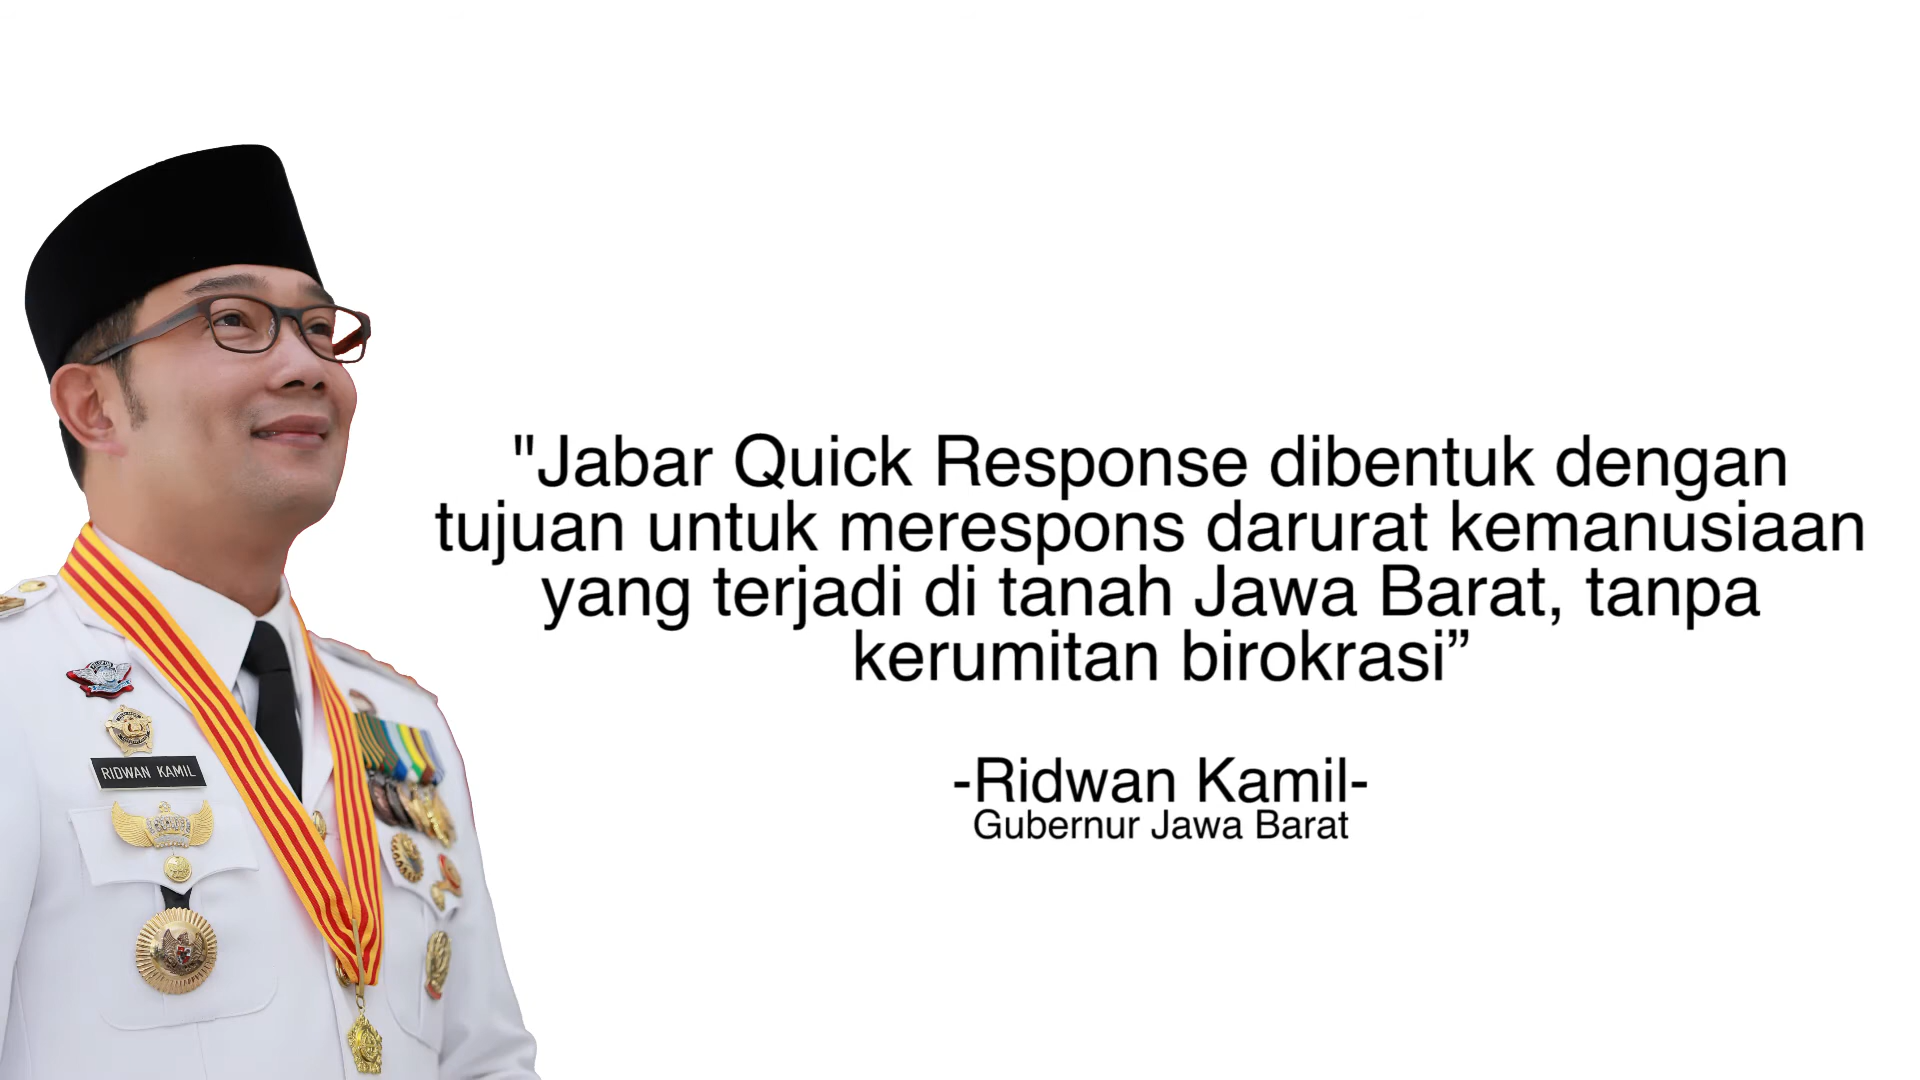 "Jabar Quick Response dibentuk dengan
tujuan untuk merespons darurat kemanusiaan
yang terjadi di tanah Jawa Barat, tanpa
kerumitan birokrasi”
-Ridwan Kamil-
Gubernur Jawa Barat
RIDWAN KAMIL